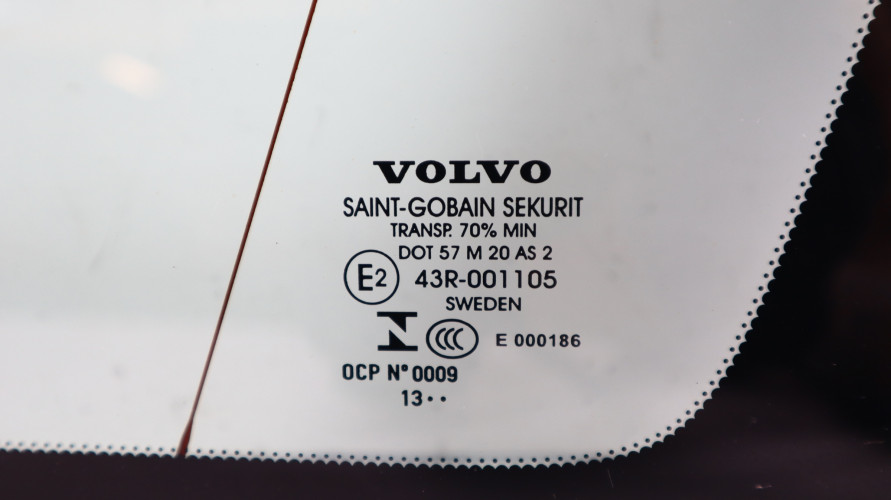 VOLVO
SAINT-GOBAIN SEKURIT
TRANSP. 70% MIN
DOT 57 M 20 AS 2
E2 43R-001105
SWEDEN
N CCC E 000186
OCP N° 0009
13··